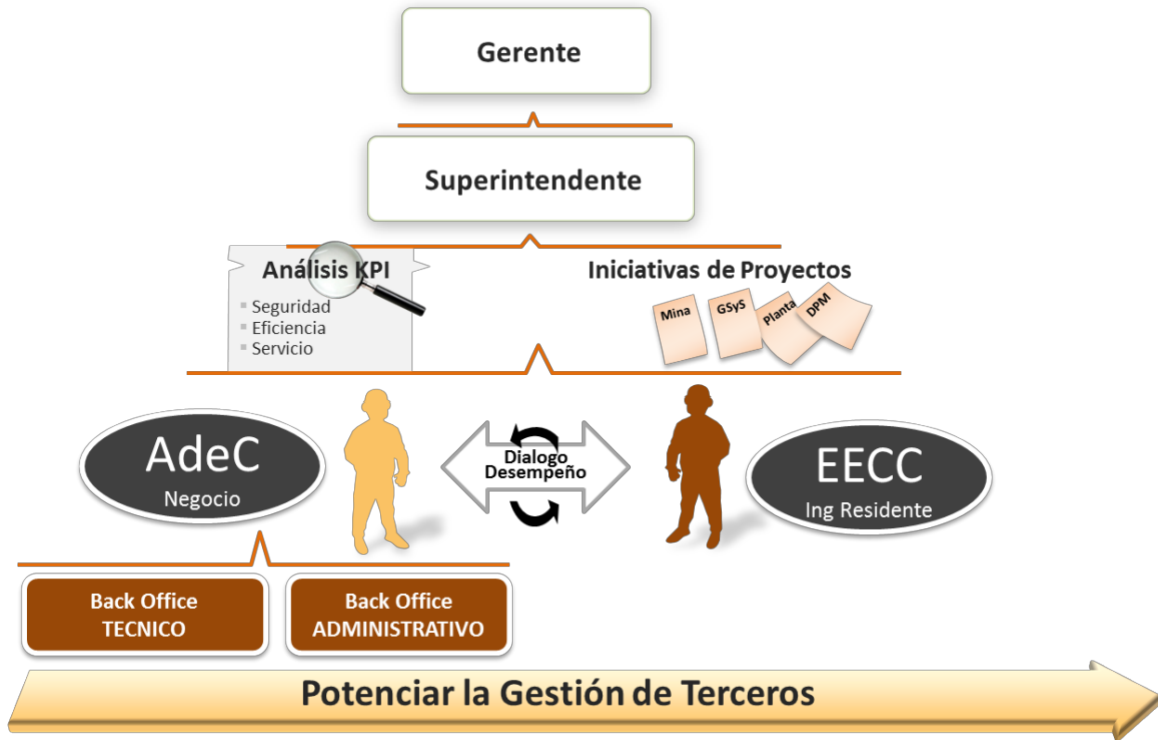 Gerente
Superintendente
Análisis KPI
Seguridad
Eficiencia
Servicio
Iniciativas de Proyectos
Mina
GSyS
Planta
DPM
AdeC
Negocio
Dialogo
Desempeño
EECC
Ing Residente
Back Office
TECNICO
Back Office
ADMINISTRATIVO
Potenciar la Gestión de Terceros